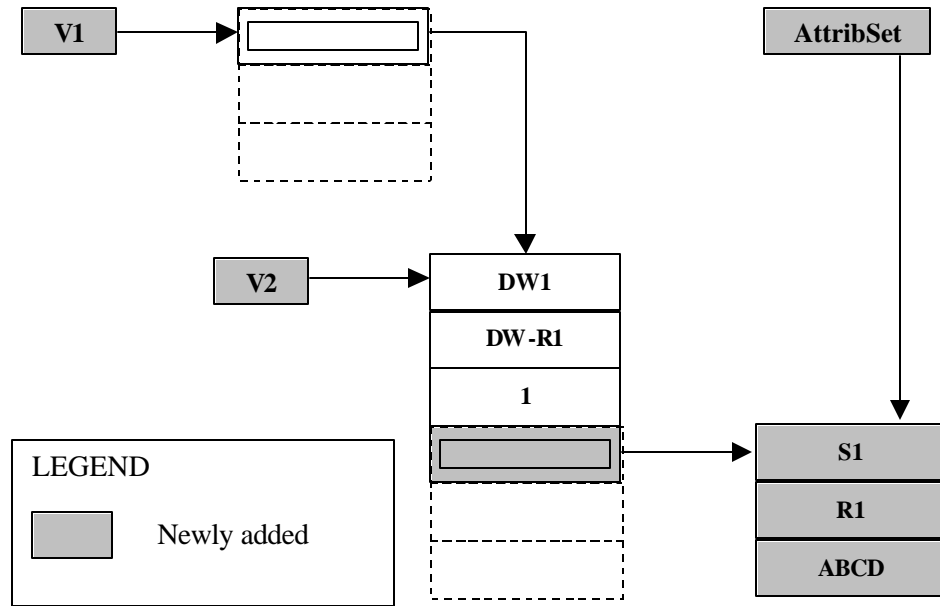 V1
AttribSet
V2
DW1
DW-R1
1
S1
R1
ABCD
LEGEND
Newly added